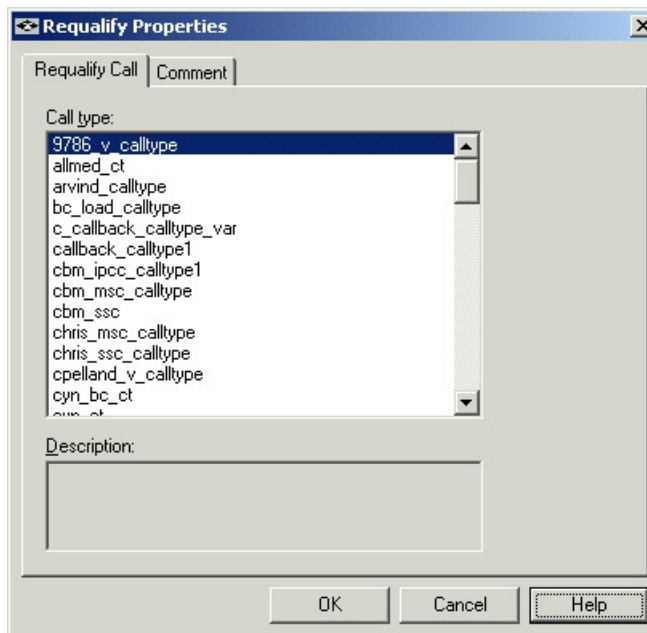 Requalify Properties
Requalify Call
Comment
Call type:
9786_v_calltype
allmed_ct
arvind_calltype
bc_load_calltype
c_callback_calltype_var
callback_calltype1
cbm_ipcc_calltype1
cbm_msc_calltype
cbm_ssc
chris_msc_calltype
chris_ssc_calltype
cpelland_v_calltype
cyn_bc_ct
Description:
OK
Cancel
Help